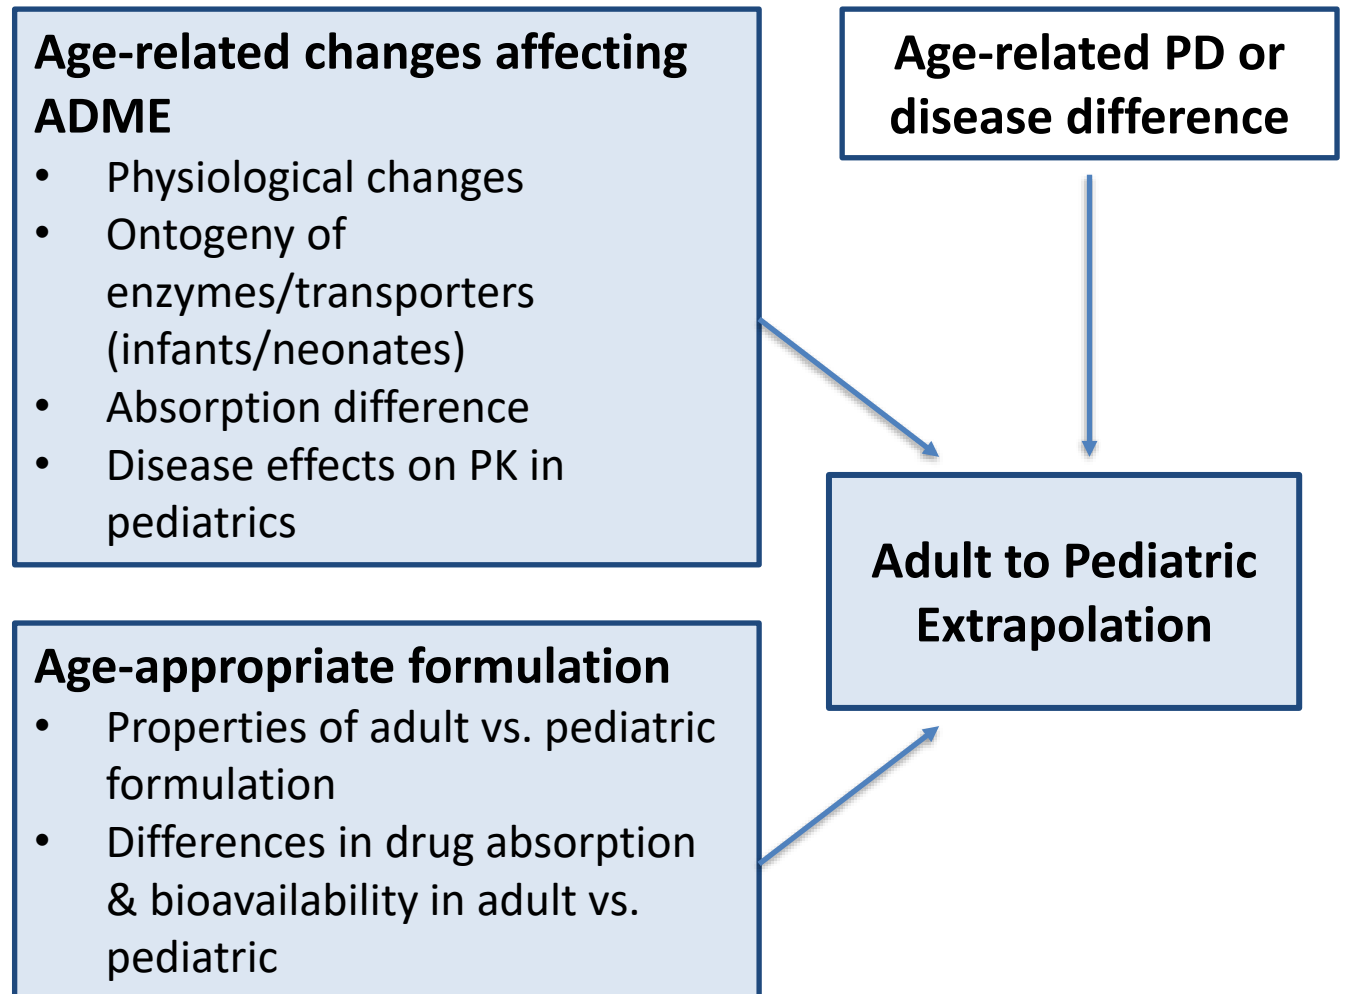 Age-related changes affecting
ADME
• Physiological changes
• Ontogeny of
enzymes/transporters
(infants/neonates)
• Absorption difference
• Disease effects on PK in
pediatrics
Age-related PD or
disease difference
Adult to Pediatric
Extrapolation
Age-appropriate formulation
• Properties of adult vs. pediatric
formulation
• Differences in drug absorption
& bioavailability in adult vs.
pediatric